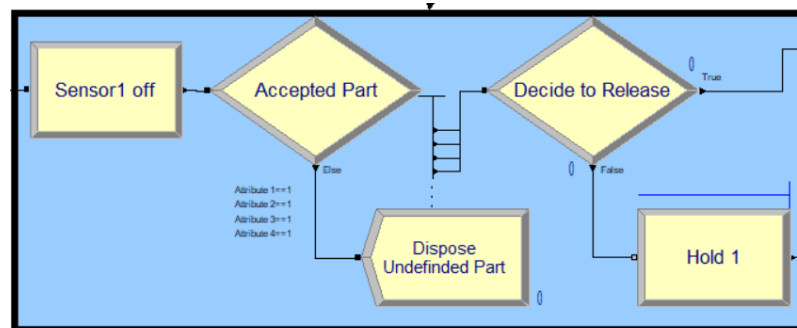 Sensor1 off
Accepted Part
Decide to Release
True
Else
False
Attribute 1==1
Attribute 2==1
Attribute 3==1
Attribute 4==1
Dispose
Undefinded Part
Hold 1
0
0
0